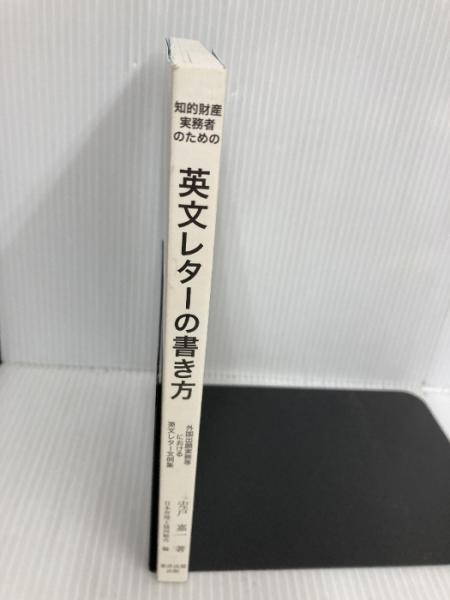 知的財産
実務者
のための
英文レターの書き方
外国出願実務等
における
英文レター文例集
宍戸 嘉一 著